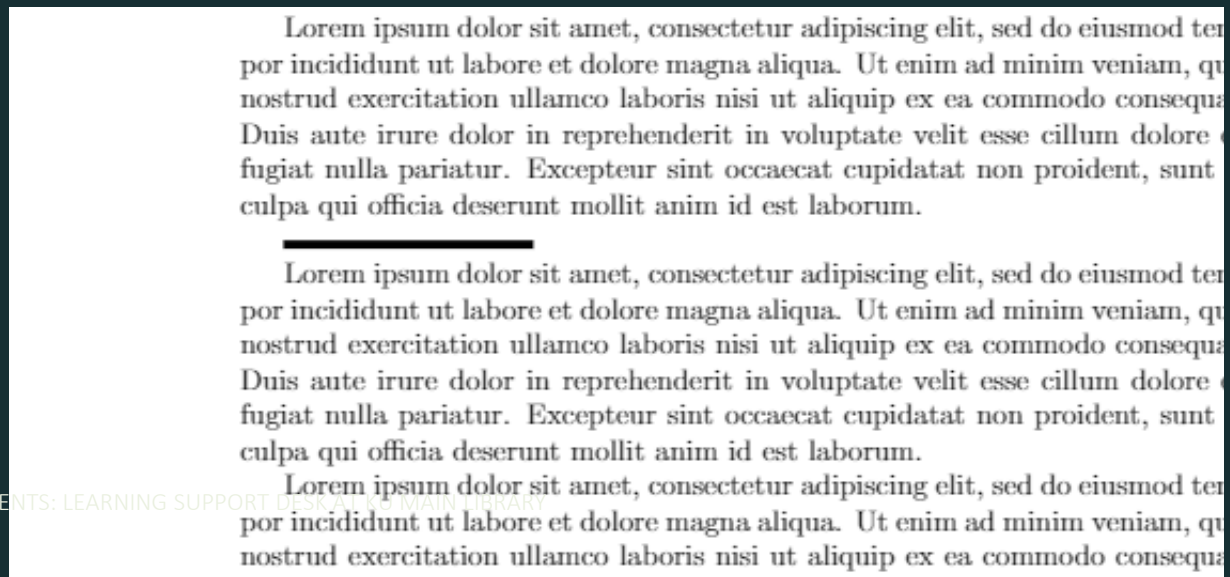 Lorem ipsum dolor sit amet, consectetur adipiscing elit, sed do eiusmod tem
por incididunt ut labore et dolore magna aliqua. Ut enim ad minim veniam, qu
nostrud exercitation ullamco laboris nisi ut aliquip ex ea commodo consequa
Duis aute irure dolor in reprehenderit in voluptate velit esse cillum dolore
fugiat nulla pariatur. Excepteur sint occaecat cupidatat non proident, sunt
culpa qui officia deserunt mollit anim id est laborum.
Lorem ipsum dolor sit amet, consectetur adipiscing elit, sed do eiusmod tem
por incididunt ut labore et dolore magna aliqua. Ut enim ad minim veniam, qu
nostrud exercitation ullamco laboris nisi ut aliquip ex ea commodo consequa
Duis aute irure dolor in reprehenderit in voluptate velit esse cillum dolore
fugiat nulla pariatur. Excepteur sint occaecat cupidatat non proident, sunt
culpa qui officia deserunt mollit anim id est laborum.
Lorem ipsum dolor sit amet, consectetur adipiscing elit, sed do eiusmod tem
ENTS: LEARNING SUPPORT DESK AT KU MAIN LIBRARY
por incididunt ut labore et dolore magna aliqua. Ut enim ad minim veniam, qu
nostrud exercitation ullamco laboris nisi ut aliquip ex ea commodo consequa